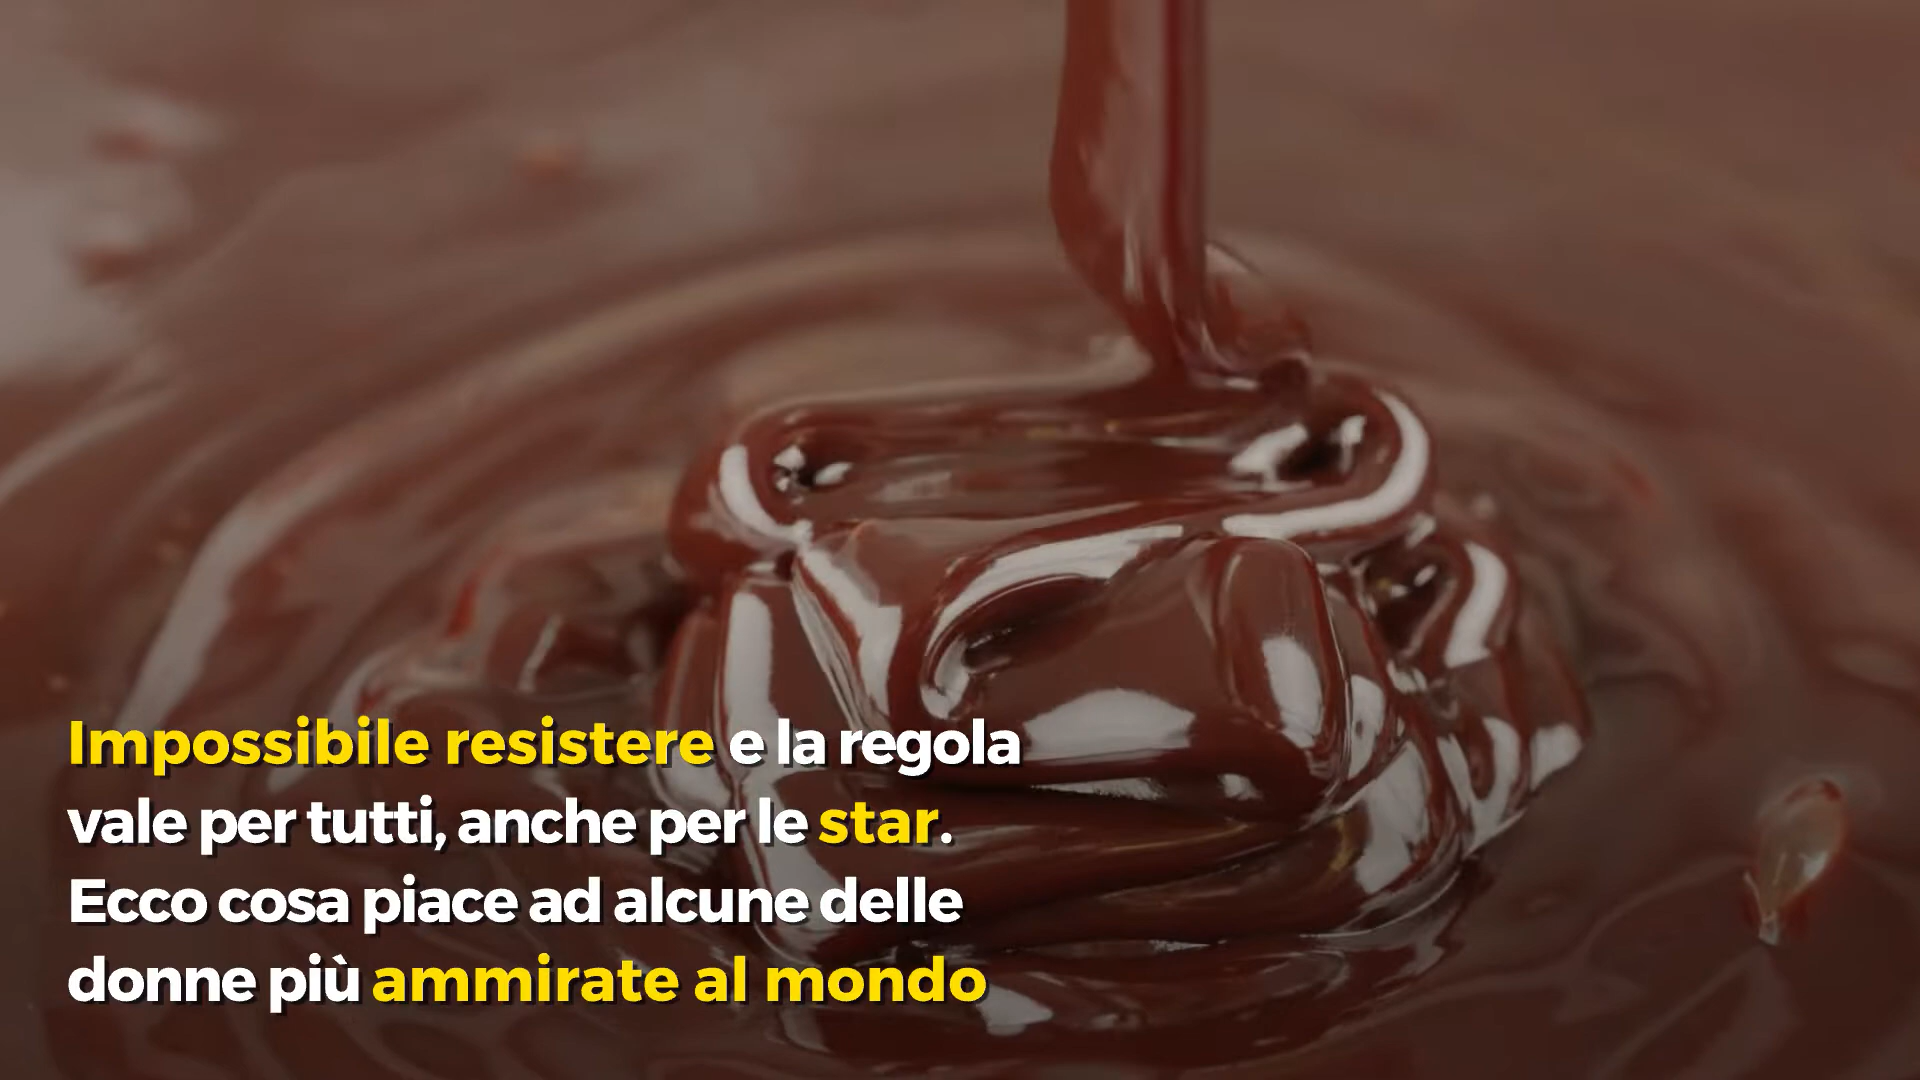 Impossibile resistere e la regola
vale per tutti, anche per le star.
Ecco cosa piace ad alcune delle
donne più ammirate al mondo